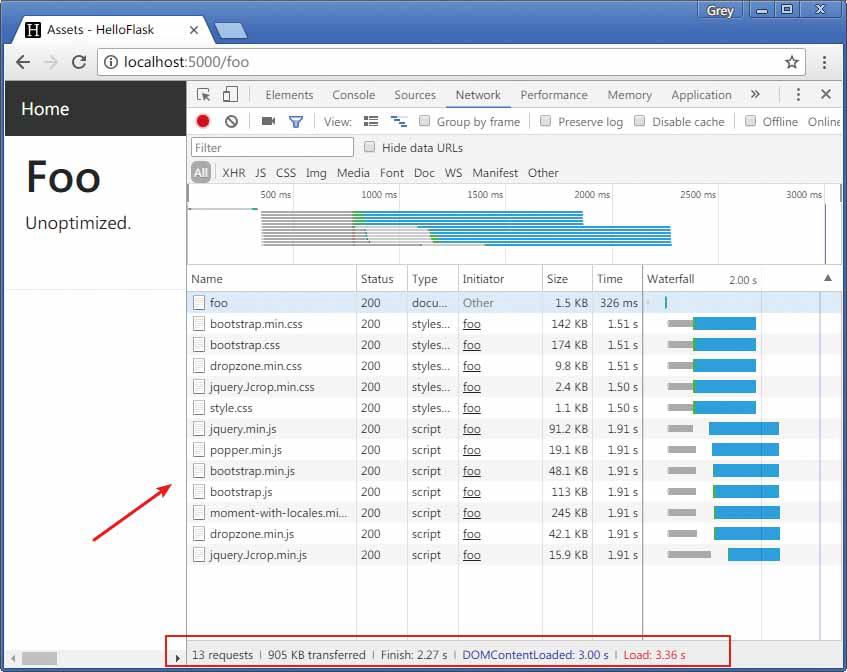 Grey
Assets - HelloFlask
localhost:5000/foo
Home
Foo
Unoptimized.
Elements Console Sources Network Performance Memory Application »
View: Group by frame Preserve log Disable cache Offline Online
Filter Hide data URLs
All XHR JS CSS Img Media Font Doc WS Manifest Other
500 ms 1000 ms 1500 ms 2000 ms 2500 ms 3000 ms
Name Status Type Initiator Size Time Waterfall 2.00 s
foo 200 docu... Other 1.5 KB 326 ms
bootstrap.min.css 200 styles... foo 142 KB 1.51 s
bootstrap.css 200 styles... foo 174 KB 1.51 s
dropzone.min.css 200 styles... foo 9.8 KB 1.51 s
jquery.Jcrop.min.css 200 styles... foo 2.4 KB 1.50 s
style.css 200 styles... foo 1.1 KB 1.50 s
jquery.min.js 200 script foo 91.2 KB 1.91 s
popper.min.js 200 script foo 19.1 KB 1.91 s
bootstrap.min.js 200 script foo 48.1 KB 1.91 s
bootstrap.js 200 script foo 113 KB 1.91 s
moment-with-locales.mi... 200 script foo 245 KB 1.91 s
dropzone.min.js 200 script foo 42.1 KB 1.91 s
jquery.Jcrop.min.js 200 script foo 15.9 KB 1.91 s
13 requests | 905 KB transferred | Finish: 2.27 s | DOMContentLoaded: 3.00 s | Load: 3.36 s